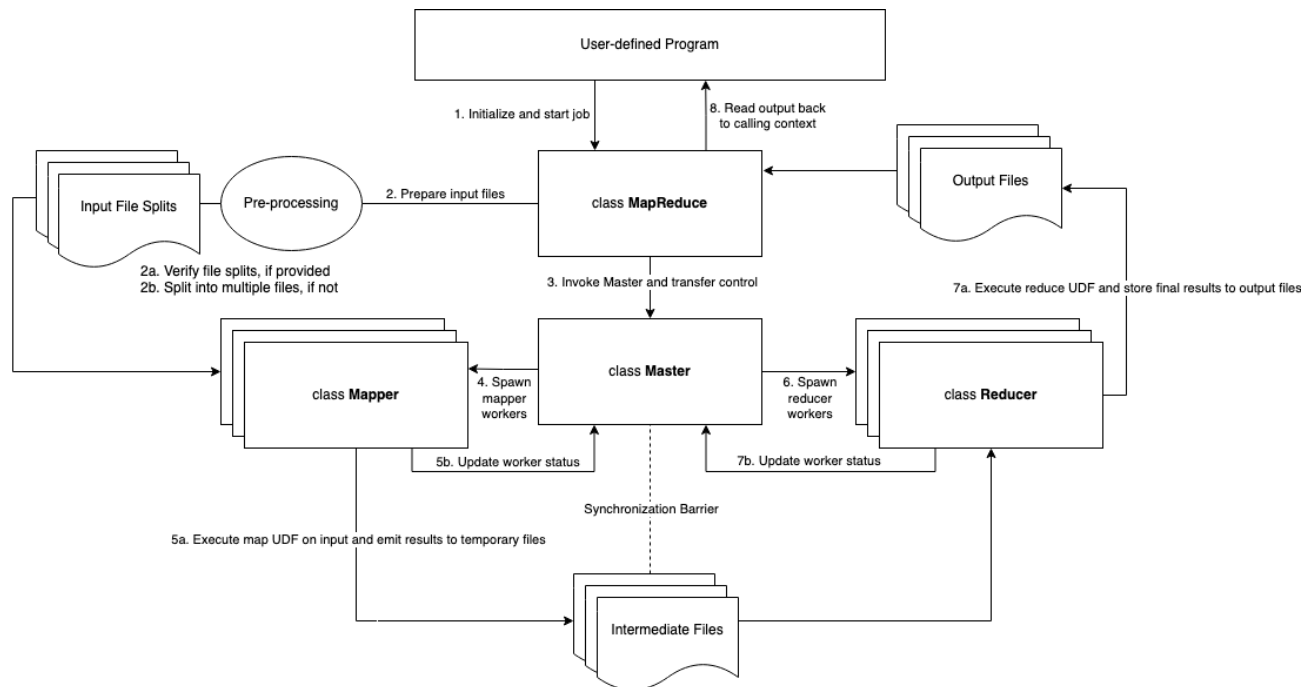 User-defined Program
1. Initialize and start job
8. Read output back
to calling context
Input File Splits
Pre-processing
2. Prepare input files
class MapReduce
Output Files
2a. Verify file splits, if provided
2b. Split into multiple files, if not
3. Invoke Master and transfer control
7a. Execute reduce UDF and store final results to output files
class Mapper
4. Spawn
mapper
workers
class Master
6. Spawn
reducer
workers
class Reducer
5b. Update worker status
7b. Update worker status
Synchronization Barrier
5a. Execute map UDF on input and emit results to temporary files
Intermediate Files